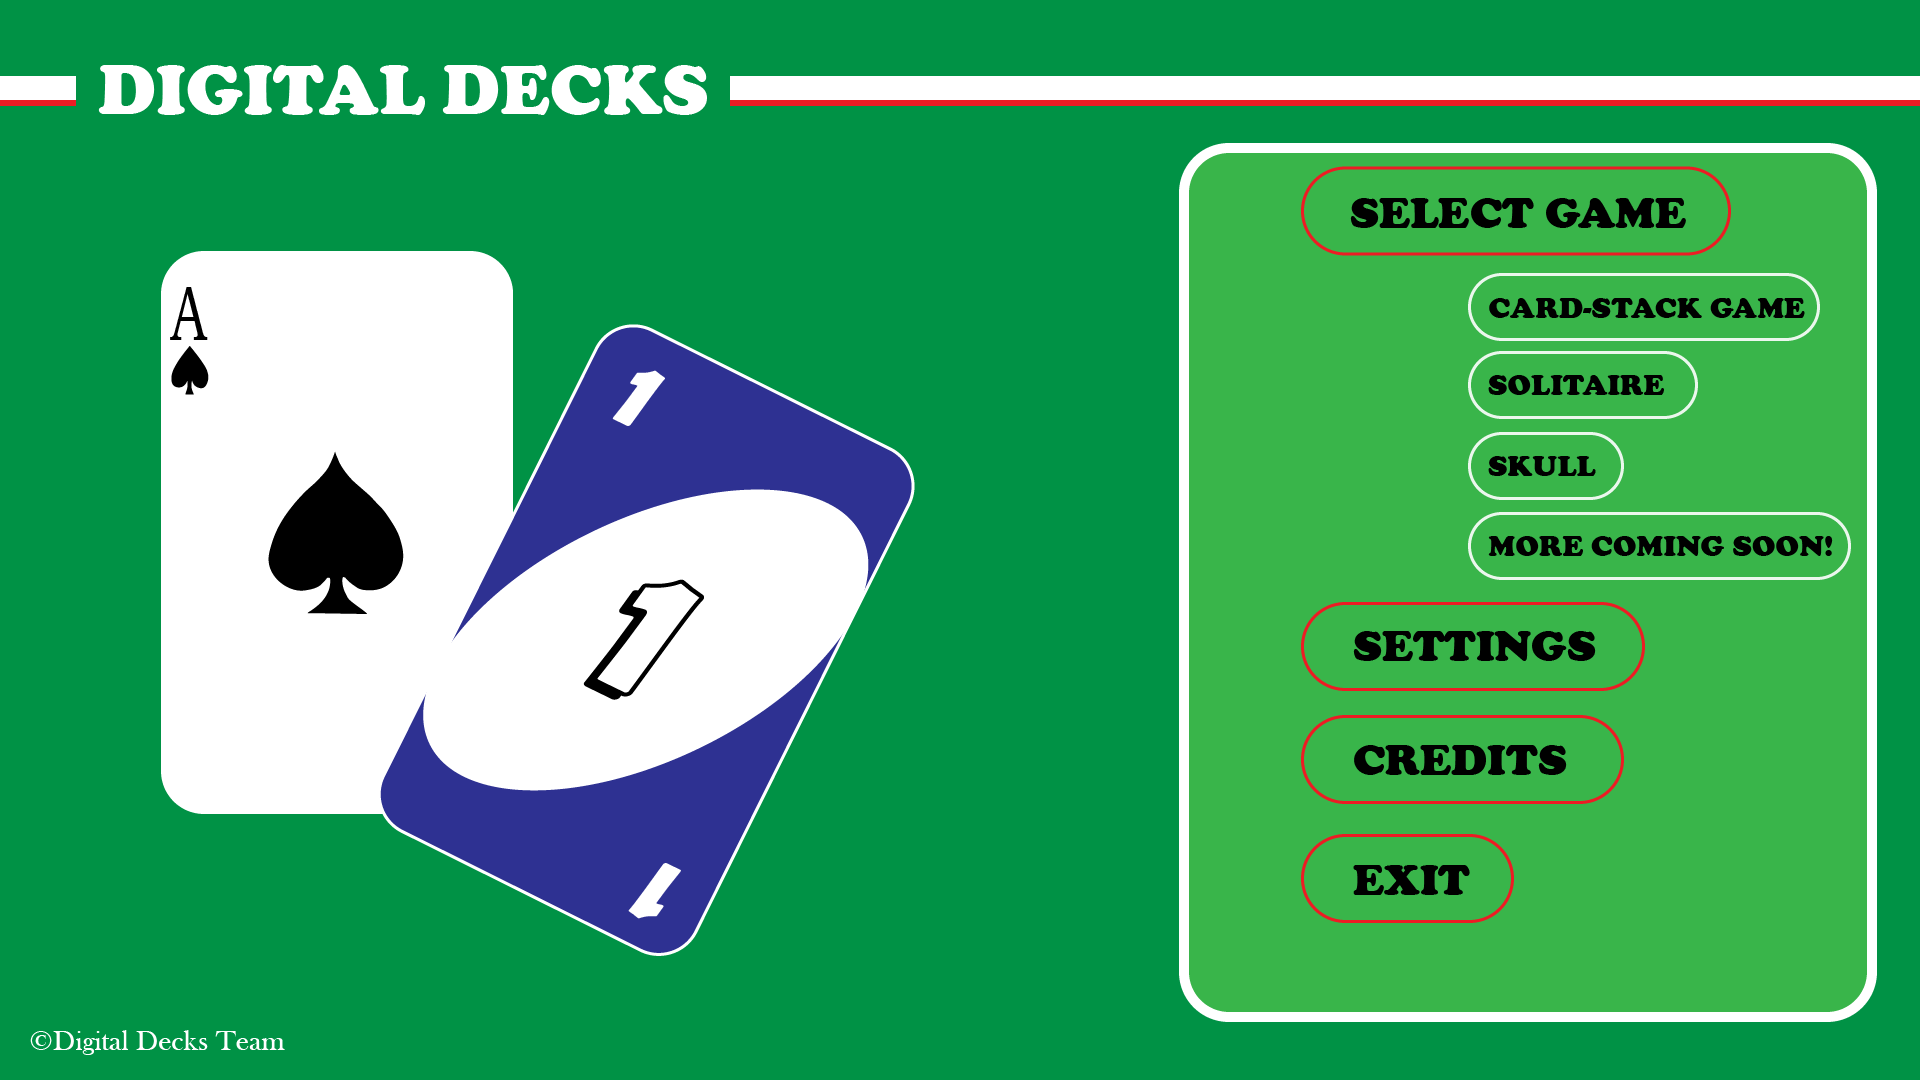 DIGITAL DECKS
A
1
1
1
SELECT GAME
CARD-STACK GAME
SOLITAIRE
SKULL
MORE COMING SOON!
SETTINGS
CREDITS
EXIT
©Digital Decks Team